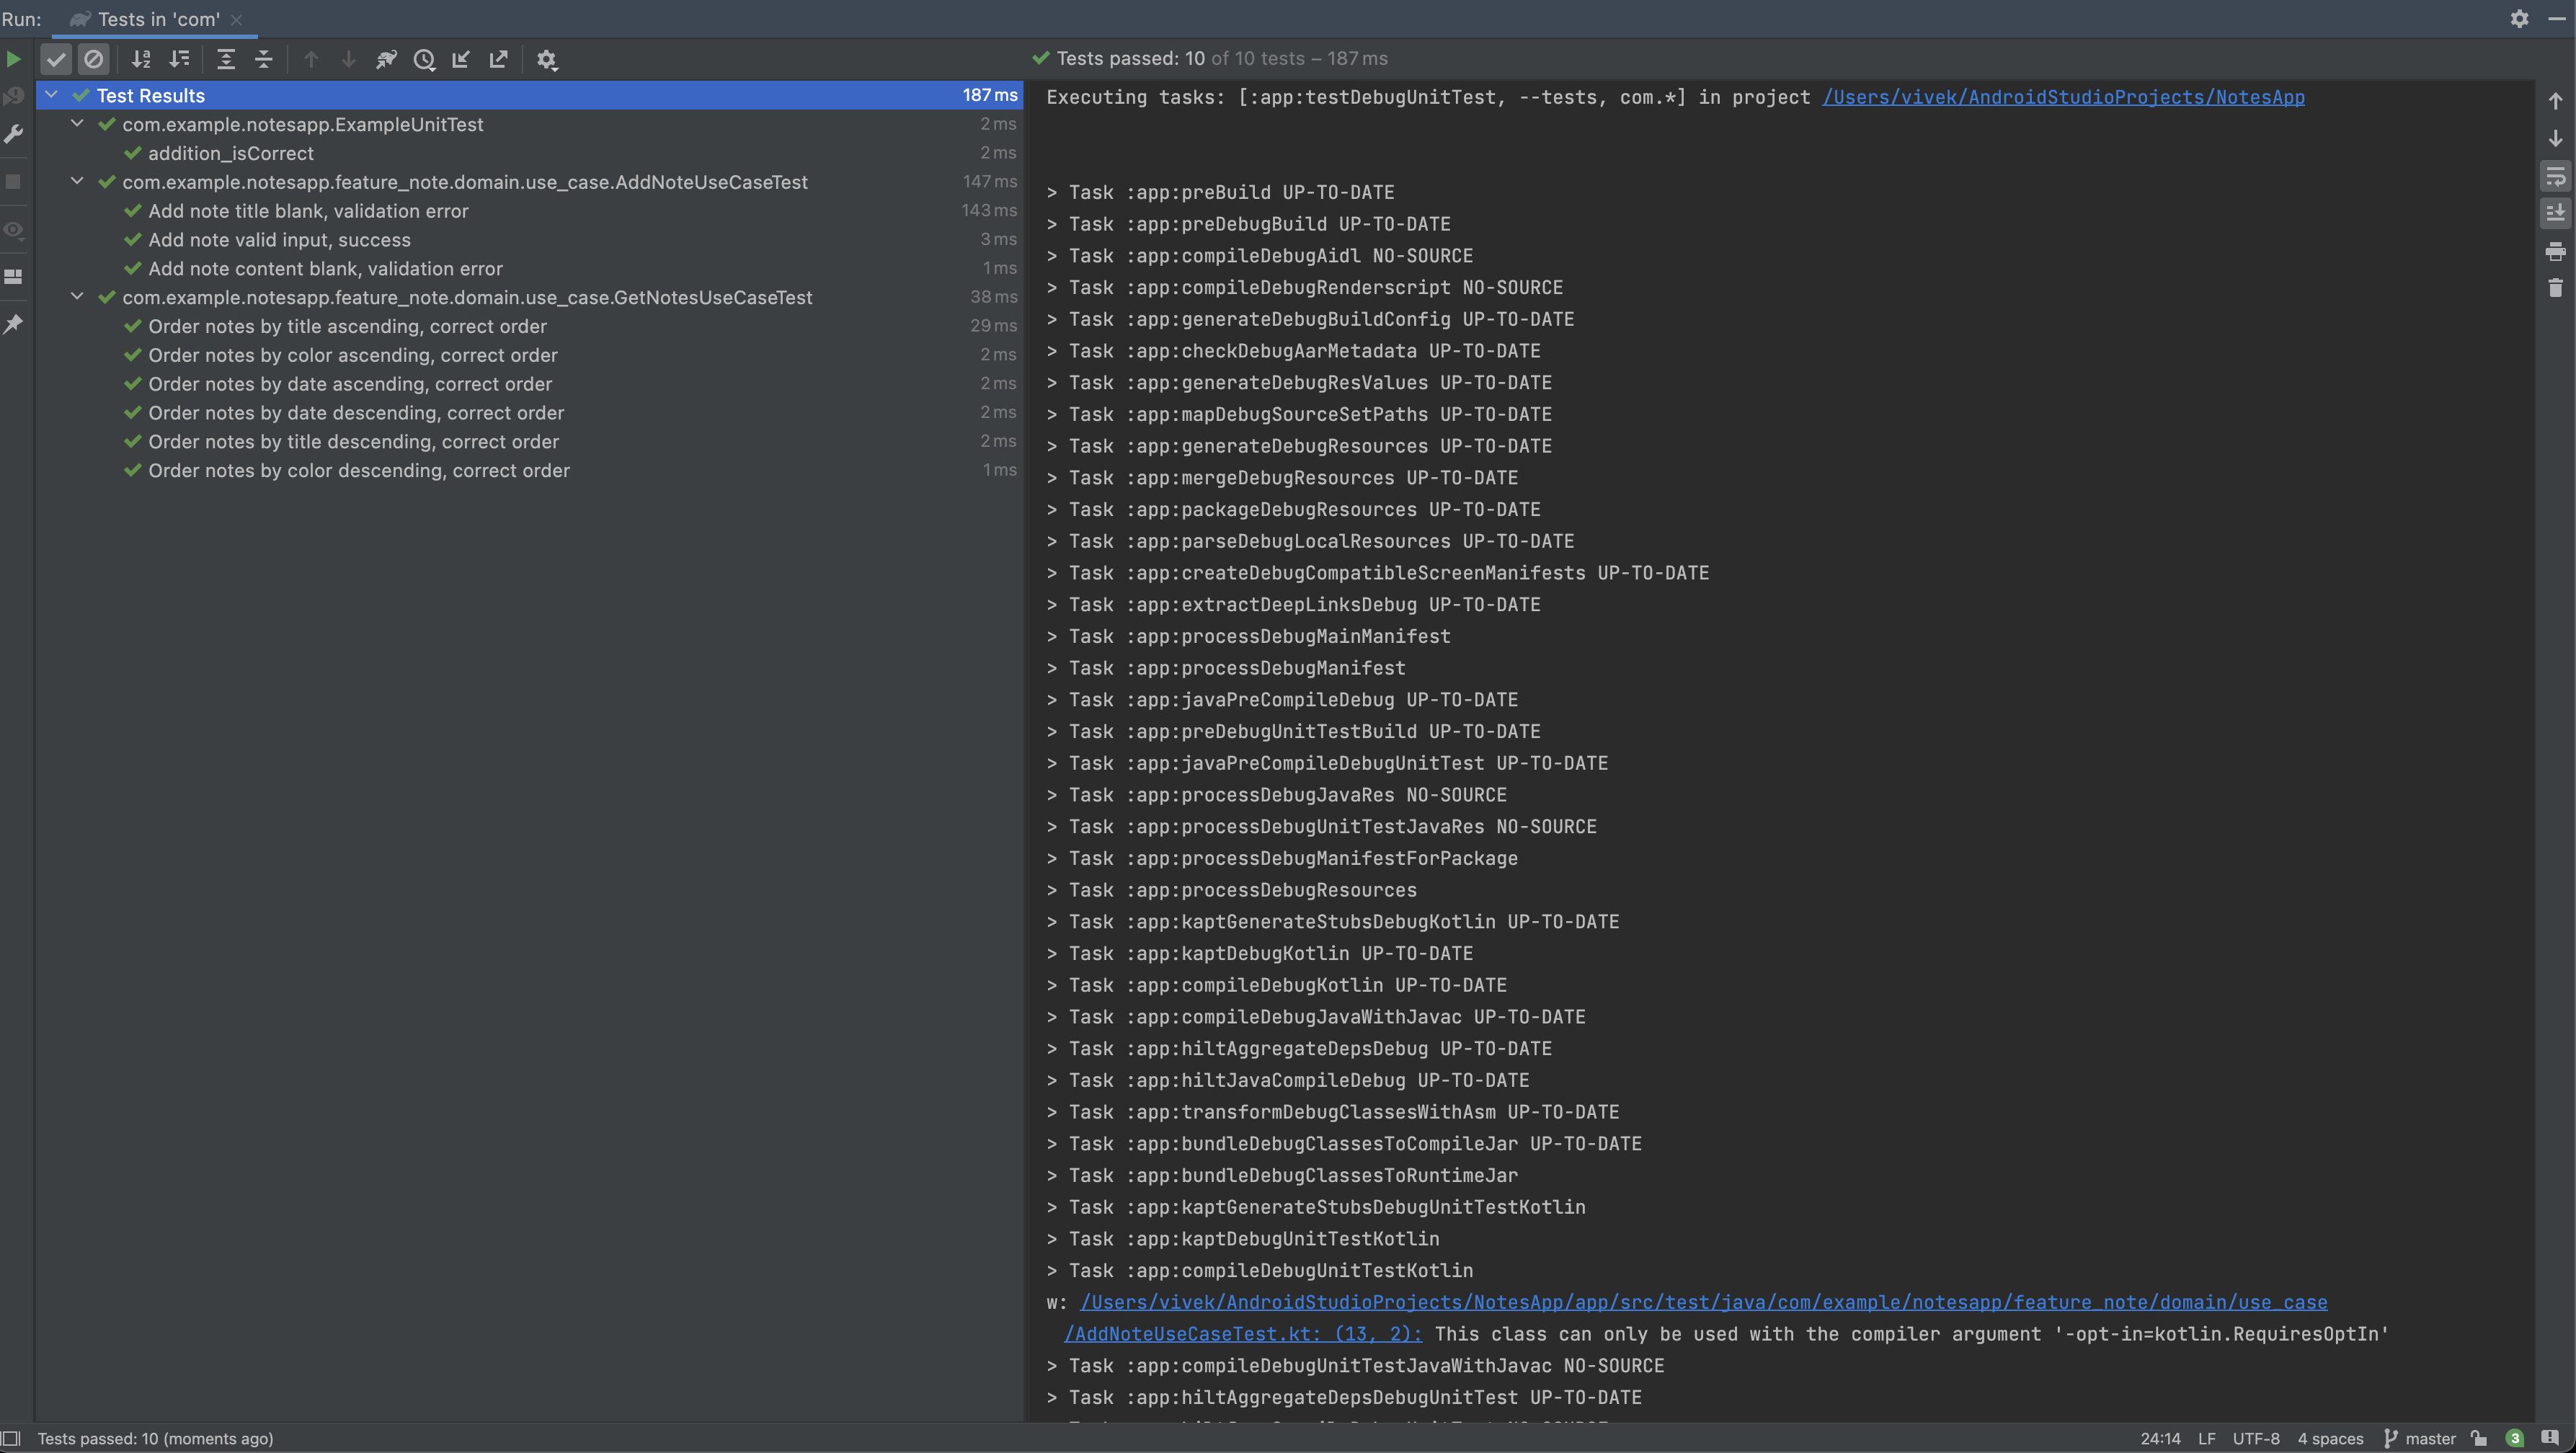 Run:
Tests in 'com'
Tests passed: 10 of 10 tests – 187 ms
Test Results 187 ms
com.example.notesapp.ExampleUnitTest 2 ms
addition_isCorrect 2 ms
com.example.notesapp.feature_note.domain.use_case.AddNoteUseCaseTest 147 ms
Add note title blank, validation error 143 ms
Add note valid input, success 3 ms
Add note content blank, validation error 1 ms
com.example.notesapp.feature_note.domain.use_case.GetNotesUseCaseTest 38 ms
Order notes by title ascending, correct order 29 ms
Order notes by color ascending, correct order 2 ms
Order notes by date ascending, correct order 2 ms
Order notes by date descending, correct order 2 ms
Order notes by title descending, correct order 2 ms
Order notes by color descending, correct order 1 ms
Executing tasks: [:app:testDebugUnitTest, --tests, com.*] in project /Users/vivek/AndroidStudioProjects/NotesApp
> Task :app:preBuild UP-TO-DATE
> Task :app:preDebugBuild UP-TO-DATE
> Task :app:compileDebugAidl NO-SOURCE
> Task :app:compileDebugRenderscript NO-SOURCE
> Task :app:generateDebugBuildConfig UP-TO-DATE
> Task :app:checkDebugAarMetadata UP-TO-DATE
> Task :app:generateDebugResValues UP-TO-DATE
> Task :app:mapDebugSourceSetPaths UP-TO-DATE
> Task :app:generateDebugResources UP-TO-DATE
> Task :app:mergeDebugResources UP-TO-DATE
> Task :app:packageDebugResources UP-TO-DATE
> Task :app:parseDebugLocalResources UP-TO-DATE
> Task :app:createDebugCompatibleScreenManifests UP-TO-DATE
> Task :app:extractDeepLinksDebug UP-TO-DATE
> Task :app:processDebugMainManifest
> Task :app:processDebugManifest
> Task :app:javaPreCompileDebug UP-TO-DATE
> Task :app:preDebugUnitTestBuild UP-TO-DATE
> Task :app:javaPreCompileDebugUnitTest UP-TO-DATE
> Task :app:processDebugJavaRes NO-SOURCE
> Task :app:processDebugUnitTestJavaRes NO-SOURCE
> Task :app:processDebugManifestForPackage
> Task :app:processDebugResources
> Task :app:kaptGenerateStubsDebugKotlin UP-TO-DATE
> Task :app:kaptDebugKotlin UP-TO-DATE
> Task :app:compileDebugKotlin UP-TO-DATE
> Task :app:compileDebugJavaWithJavac UP-TO-DATE
> Task :app:hiltAggregateDepsDebug UP-TO-DATE
> Task :app:hiltJavaCompileDebug UP-TO-DATE
> Task :app:transformDebugClassesWithAsm UP-TO-DATE
> Task :app:bundleDebugClassesToCompileJar UP-TO-DATE
> Task :app:bundleDebugClassesToRuntimeJar
> Task :app:kaptGenerateStubsDebugUnitTestKotlin
> Task :app:kaptDebugUnitTestKotlin
> Task :app:compileDebugUnitTestKotlin
w: /Users/vivek/AndroidStudioProjects/NotesApp/app/src/test/java/com/example/notesapp/feature_note/domain/use_case
/AddNoteUseCaseTest.kt: (13, 2): This class can only be used with the compiler argument '-opt-in=kotlin.RequiresOptIn'
> Task :app:compileDebugUnitTestJavaWithJavac NO-SOURCE
> Task :app:hiltAggregateDepsDebugUnitTest UP-TO-DATE
Tests passed: 10 (moments ago)
24:14 LF UTF-8 4 spaces master 3